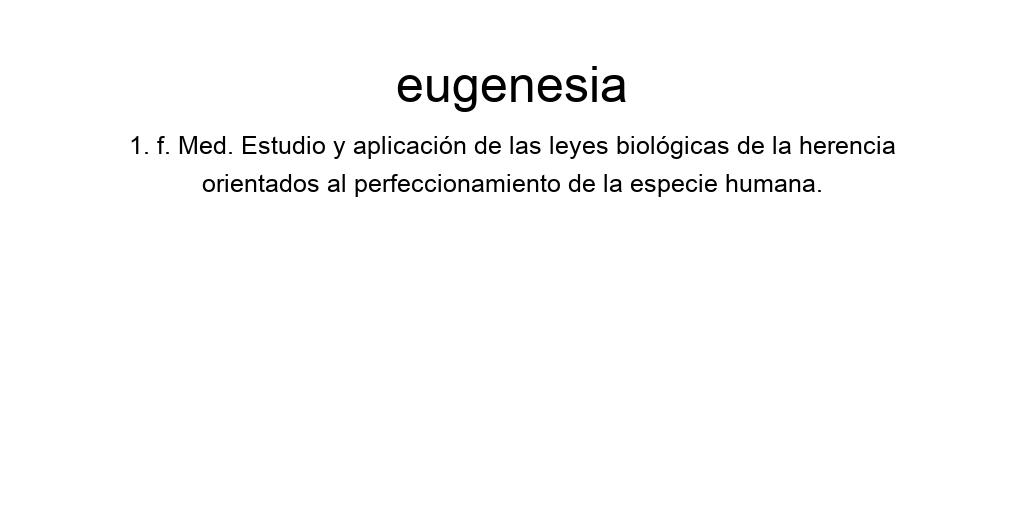 eugenesia
1. f. Med. Estudio y aplicación de las leyes biológicas de la herencia
orientados al perfeccionamiento de la especie humana.